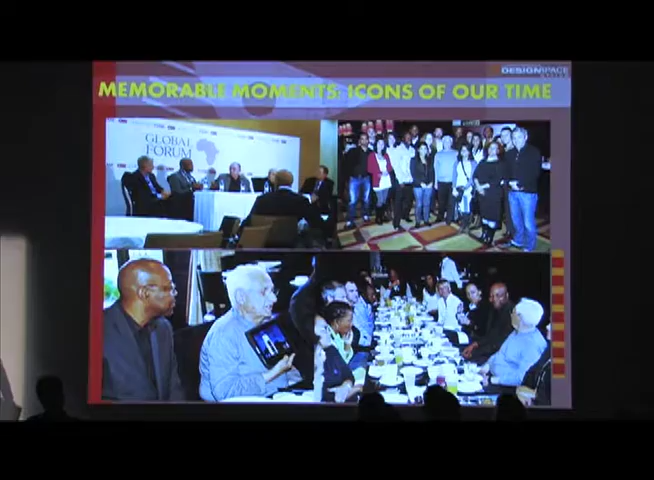 DESIGNSPACE
MEMORABLE MOMENTS: ICONS OF OUR TIME
GLOBAL
FORUM